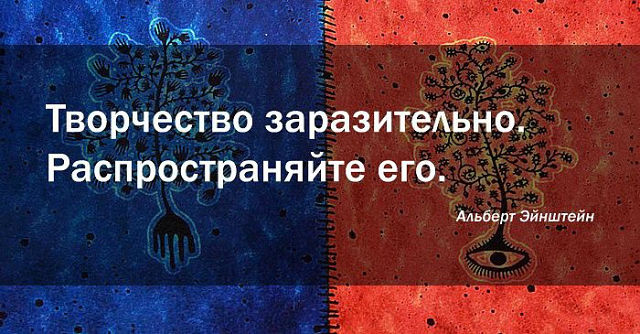 Творчество заразительно.
Распространяйте его.
Альберт Эйнштейн